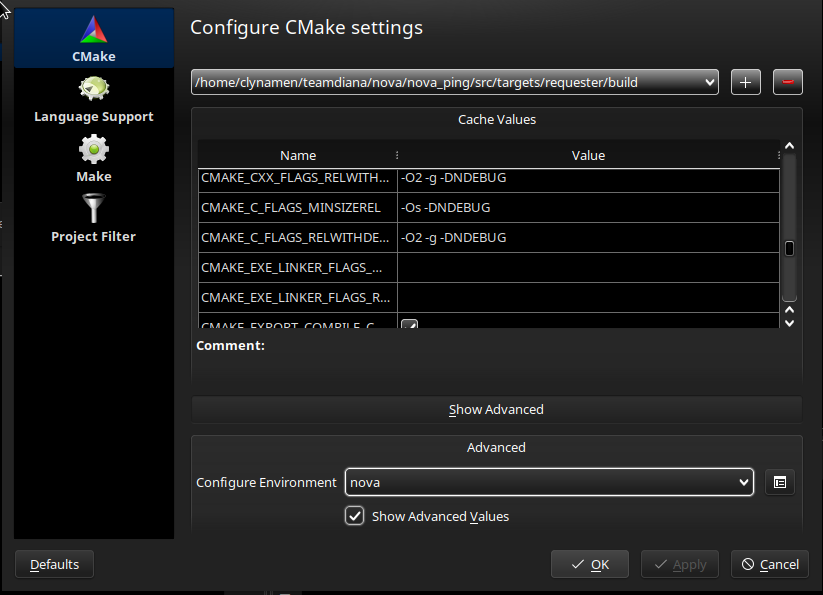 Configure CMake settings
CMake
Language Support
Make
Project Filter
/home/clynamen/teamdiana/nova/nova_ping/src/targets/requester/build
Cache Values
Name Value
CMAKE_CXX_FLAGS_RELWITH... -O2 -g -DNDEBUG
CMAKE_C_FLAGS_MINSIZEREL -Os -DNDEBUG
CMAKE_C_FLAGS_RELWITHDE... -O2 -g -DNDEBUG
CMAKE_EXE_LINKER_FLAGS_...
CMAKE_EXE_LINKER_FLAGS_R...
CMAKE_EXPORT_COMPILE_C...
Comment:
Show Advanced
Advanced
Configure Environment nova
Show Advanced Values
Defaults OK Apply Cancel